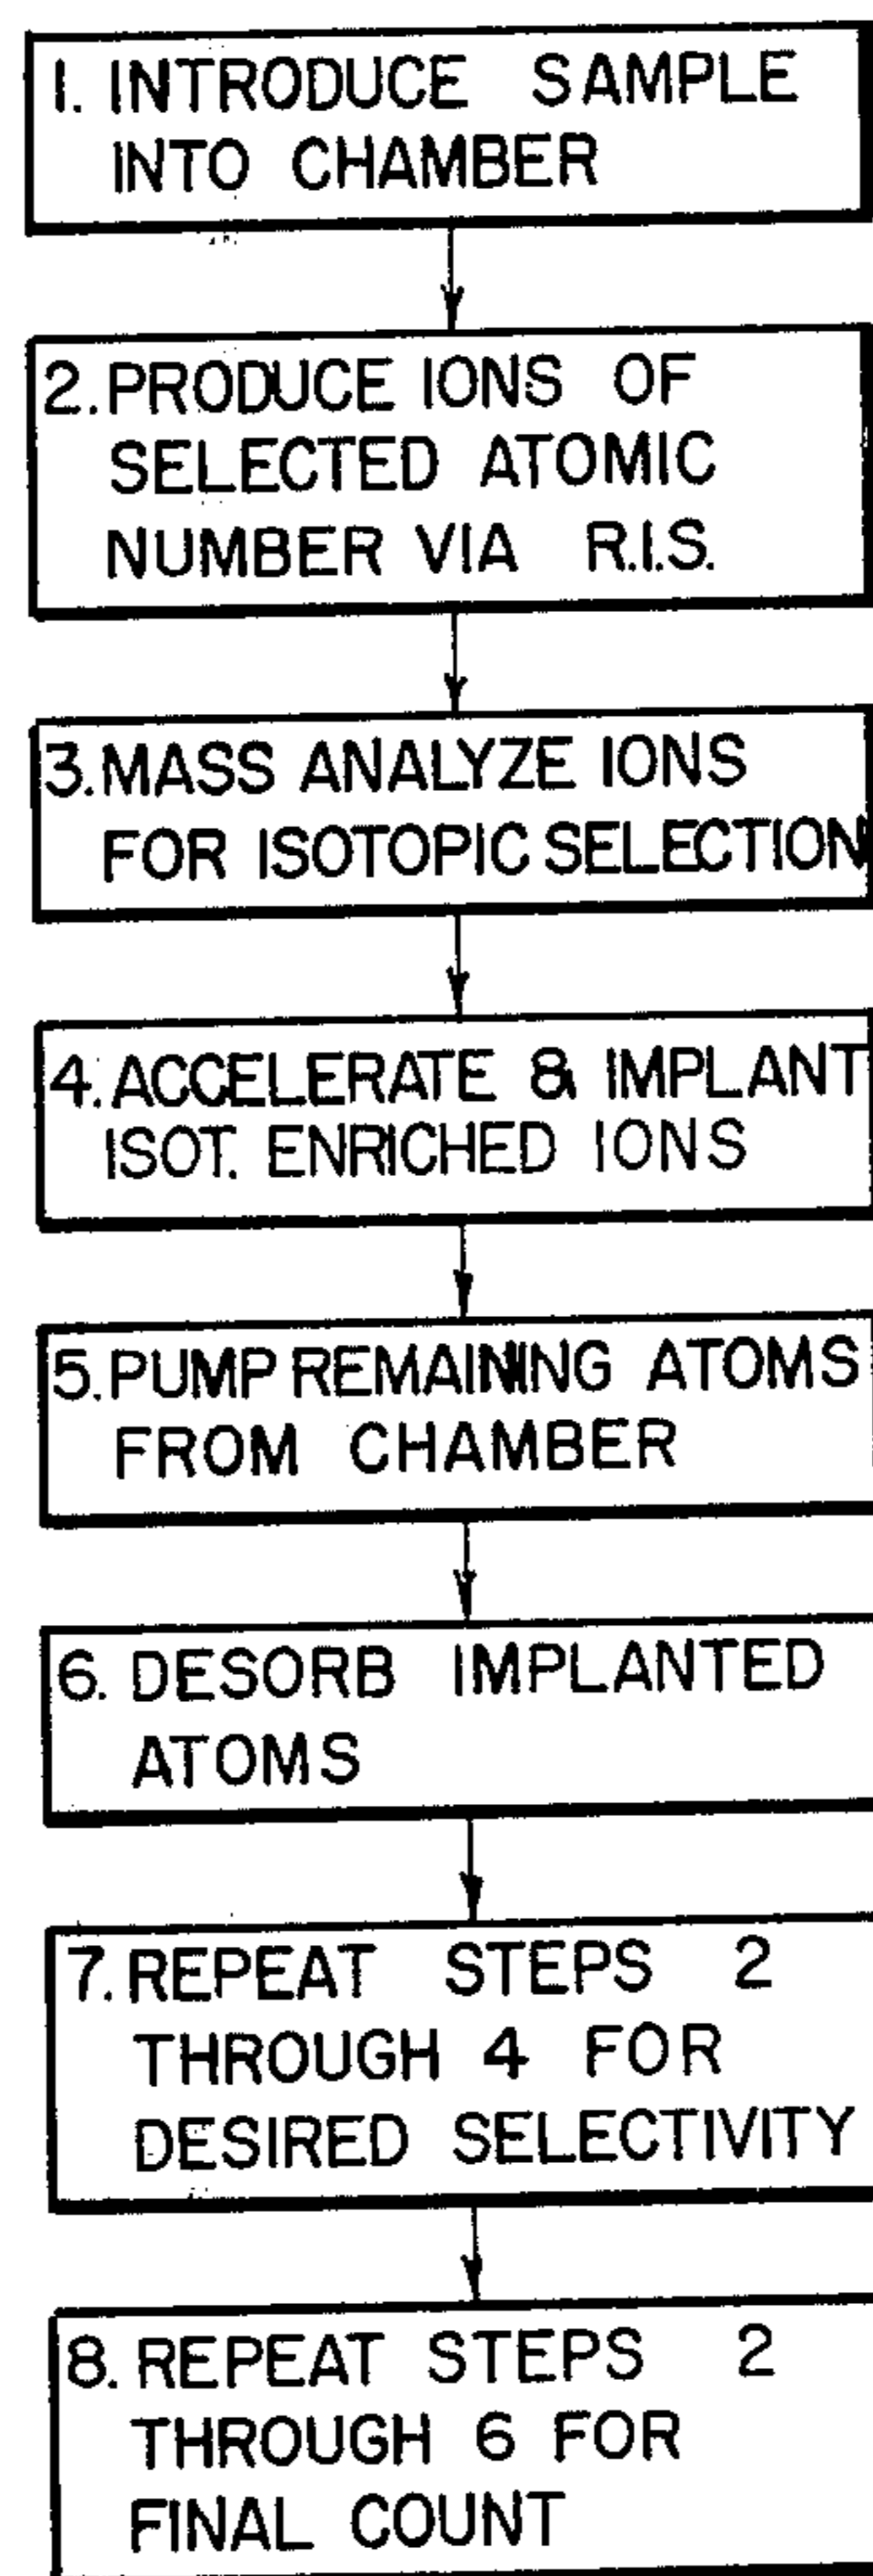 1. INTRODUCE SAMPLE
INTO CHAMBER
2. PRODUCE IONS OF
SELECTED ATOMIC
NUMBER VIA R.I.S.
3. MASS ANALYZE IONS
FOR ISOTOPIC SELECTION
4. ACCELERATE & IMPLANT
ISOT. ENRICHED IONS
5. PUMP REMAINING ATOMS
FROM CHAMBER
6. DESORB IMPLANTED
ATOMS
7. REPEAT STEPS 2
THROUGH 4 FOR
DESIRED SELECTIVITY
8. REPEAT STEPS 2
THROUGH 6 FOR
FINAL COUNT